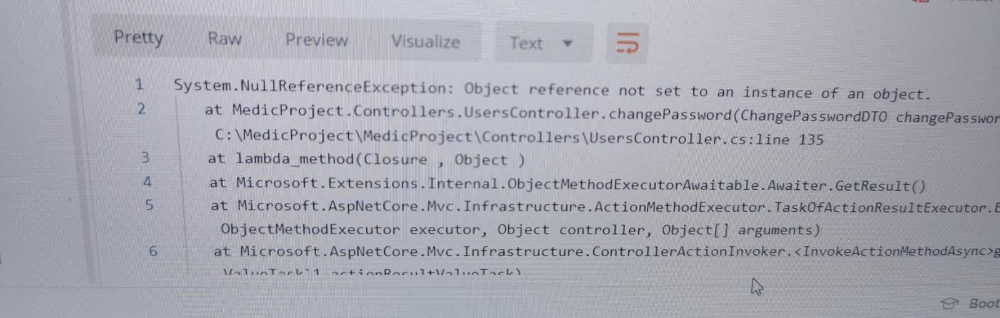 Pretty Raw Preview Visualize Text
1 System.NullReferenceException: Object reference not set to an instance of an object.
2 at MedicProject.Controllers.UsersController.changePassword(ChangePasswordDTO changePasswor
C:\MedicProject\MedicProject\Controllers\UsersController.cs:line 135
3 at lambda_method(Closure , Object )
4 at Microsoft.Extensions.Internal.ObjectMethodExecutorAwaitable.Awaiter.GetResult()
5 at Microsoft.AspNetCore.Mvc.Infrastructure.ActionMethodExecutor.TaskOfActionResultExecutor.E
ObjectMethodExecutor executor, Object controller, Object[] arguments)
6 at Microsoft.AspNetCore.Mvc.Infrastructure.ControllerActionInvoker.<InvokeActionMethodAsync>g
ValueTask`1 actionResultValueTask)
Boot